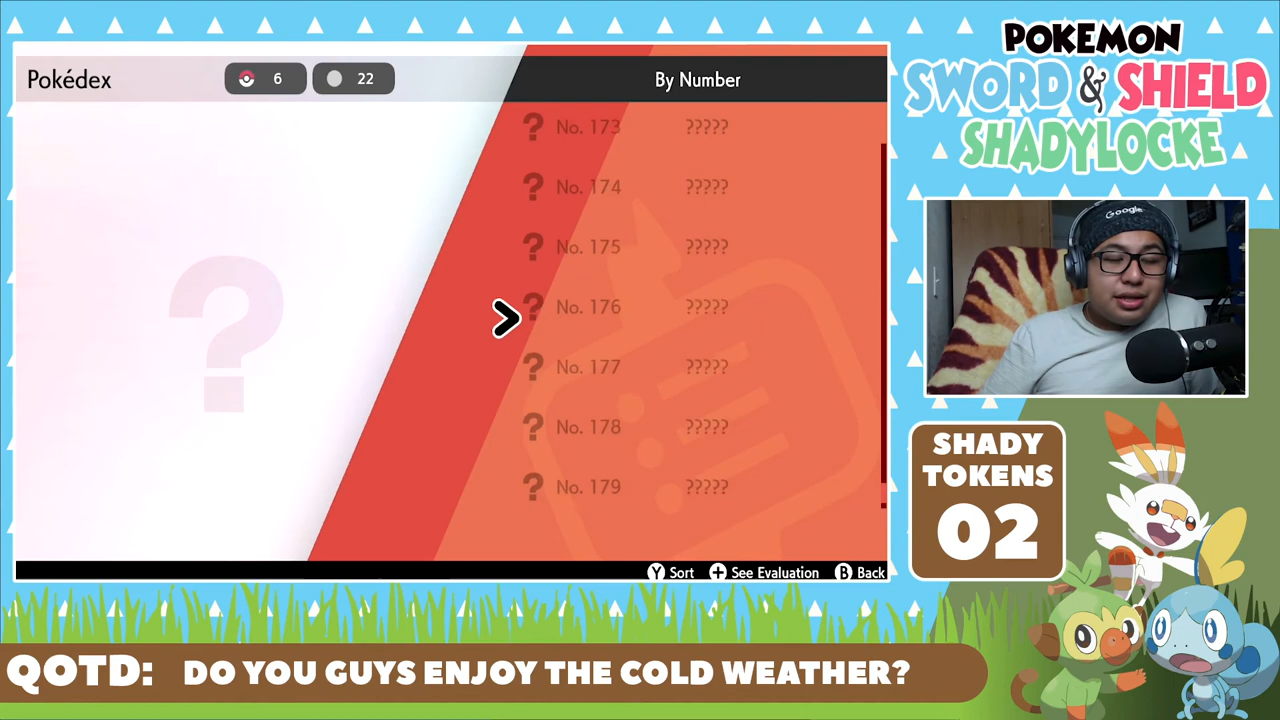 POKEMON
SWORD & SHIELD
SHADYLOCKE
Pokédex
6
22
By Number
No. 173 ?????
No. 174 ?????
No. 175 ?????
No. 176 ?????
No. 177 ?????
No. 178 ?????
No. 179 ?????
Y Sort
+ See Evaluation
B Back
Google
SHADY
TOKENS
02
QOTD: DO YOU GUYS ENJOY THE COLD WEATHER?